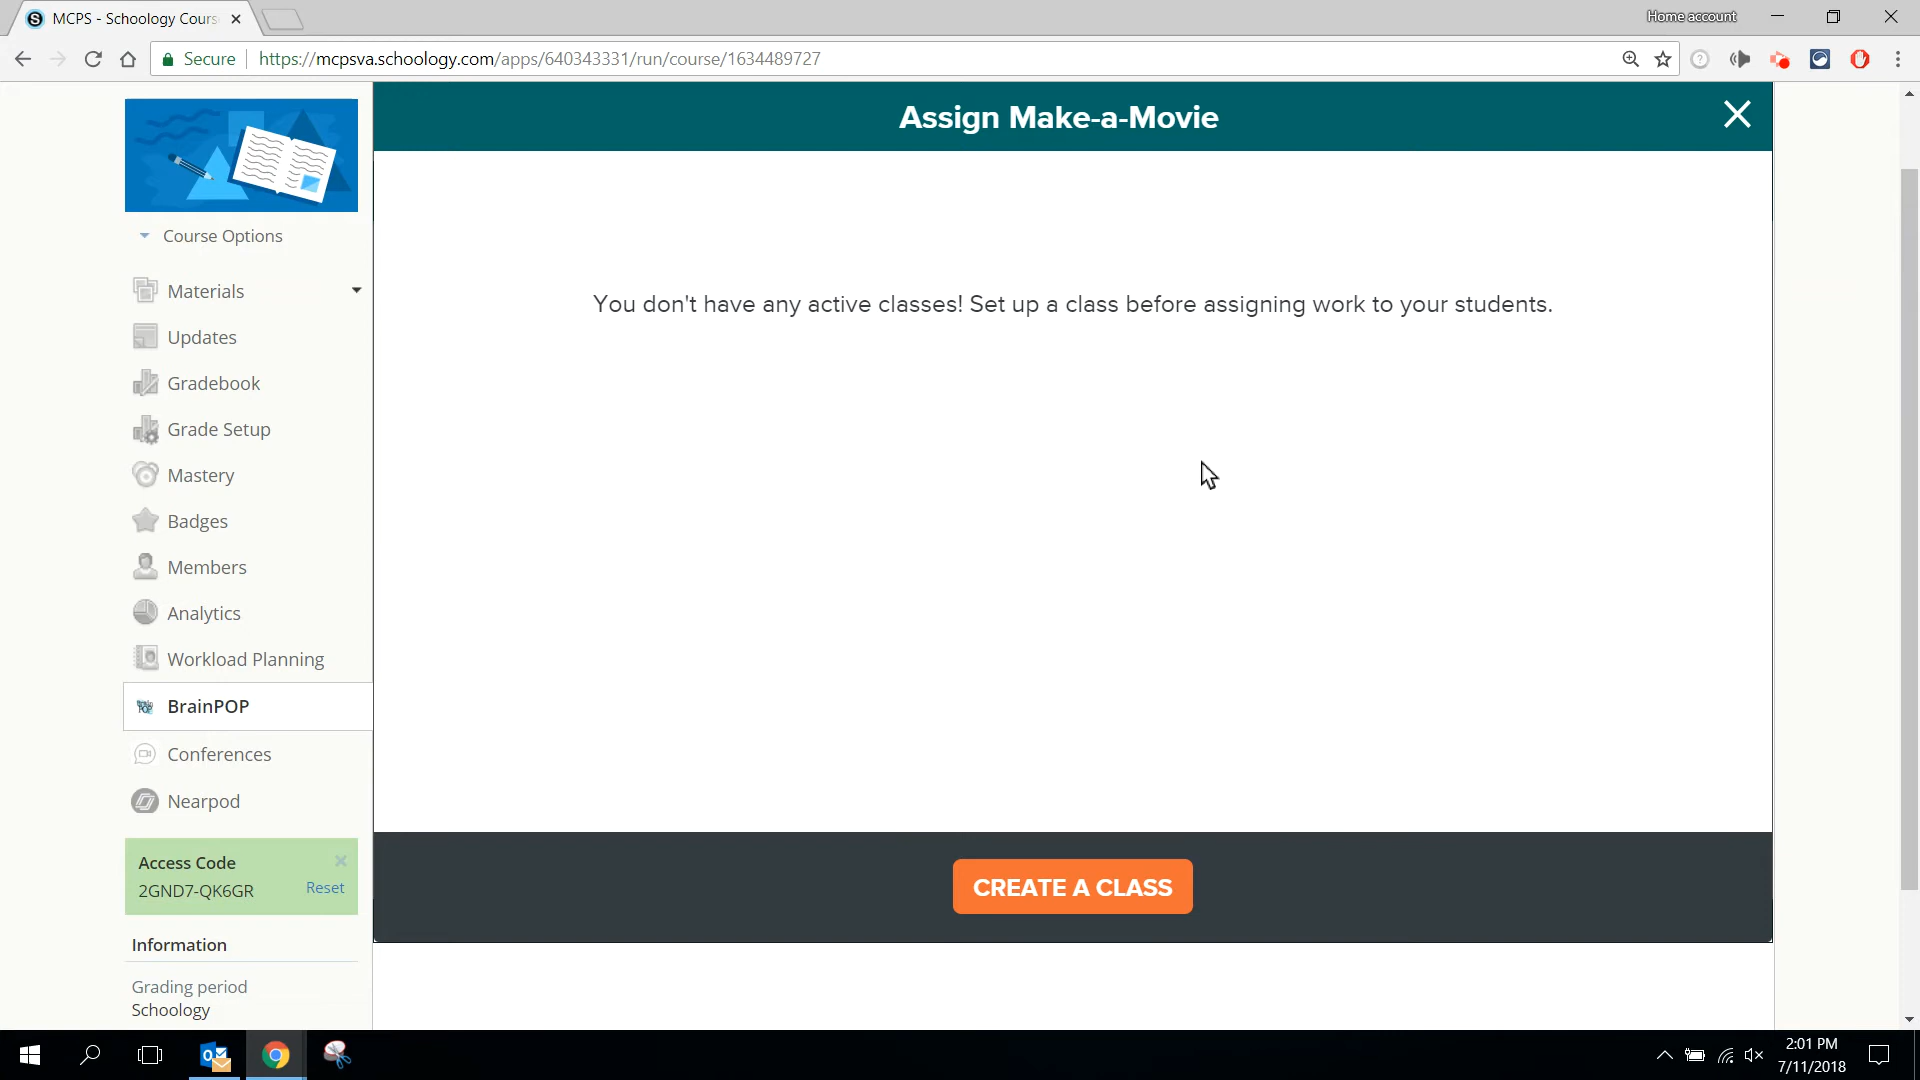 MCPS - Schoology Cours
Home account
Secure
https://mcpsva.schoology.com/apps/640343331/run/course/1634489727
Assign Make-a-Movie
Course Options
You don't have any active classes! Set up a class before assigning work to your students.
Materials
Updates
Gradebook
Grade Setup
Mastery
Badges
Members
Analytics
Workload Planning
BrainPOP
Conferences
Nearpod
Access Code
2GND7-QK6GR
Reset
CREATE A CLASS
Information
Grading period
Schoology
2:01 PM
7/11/2018